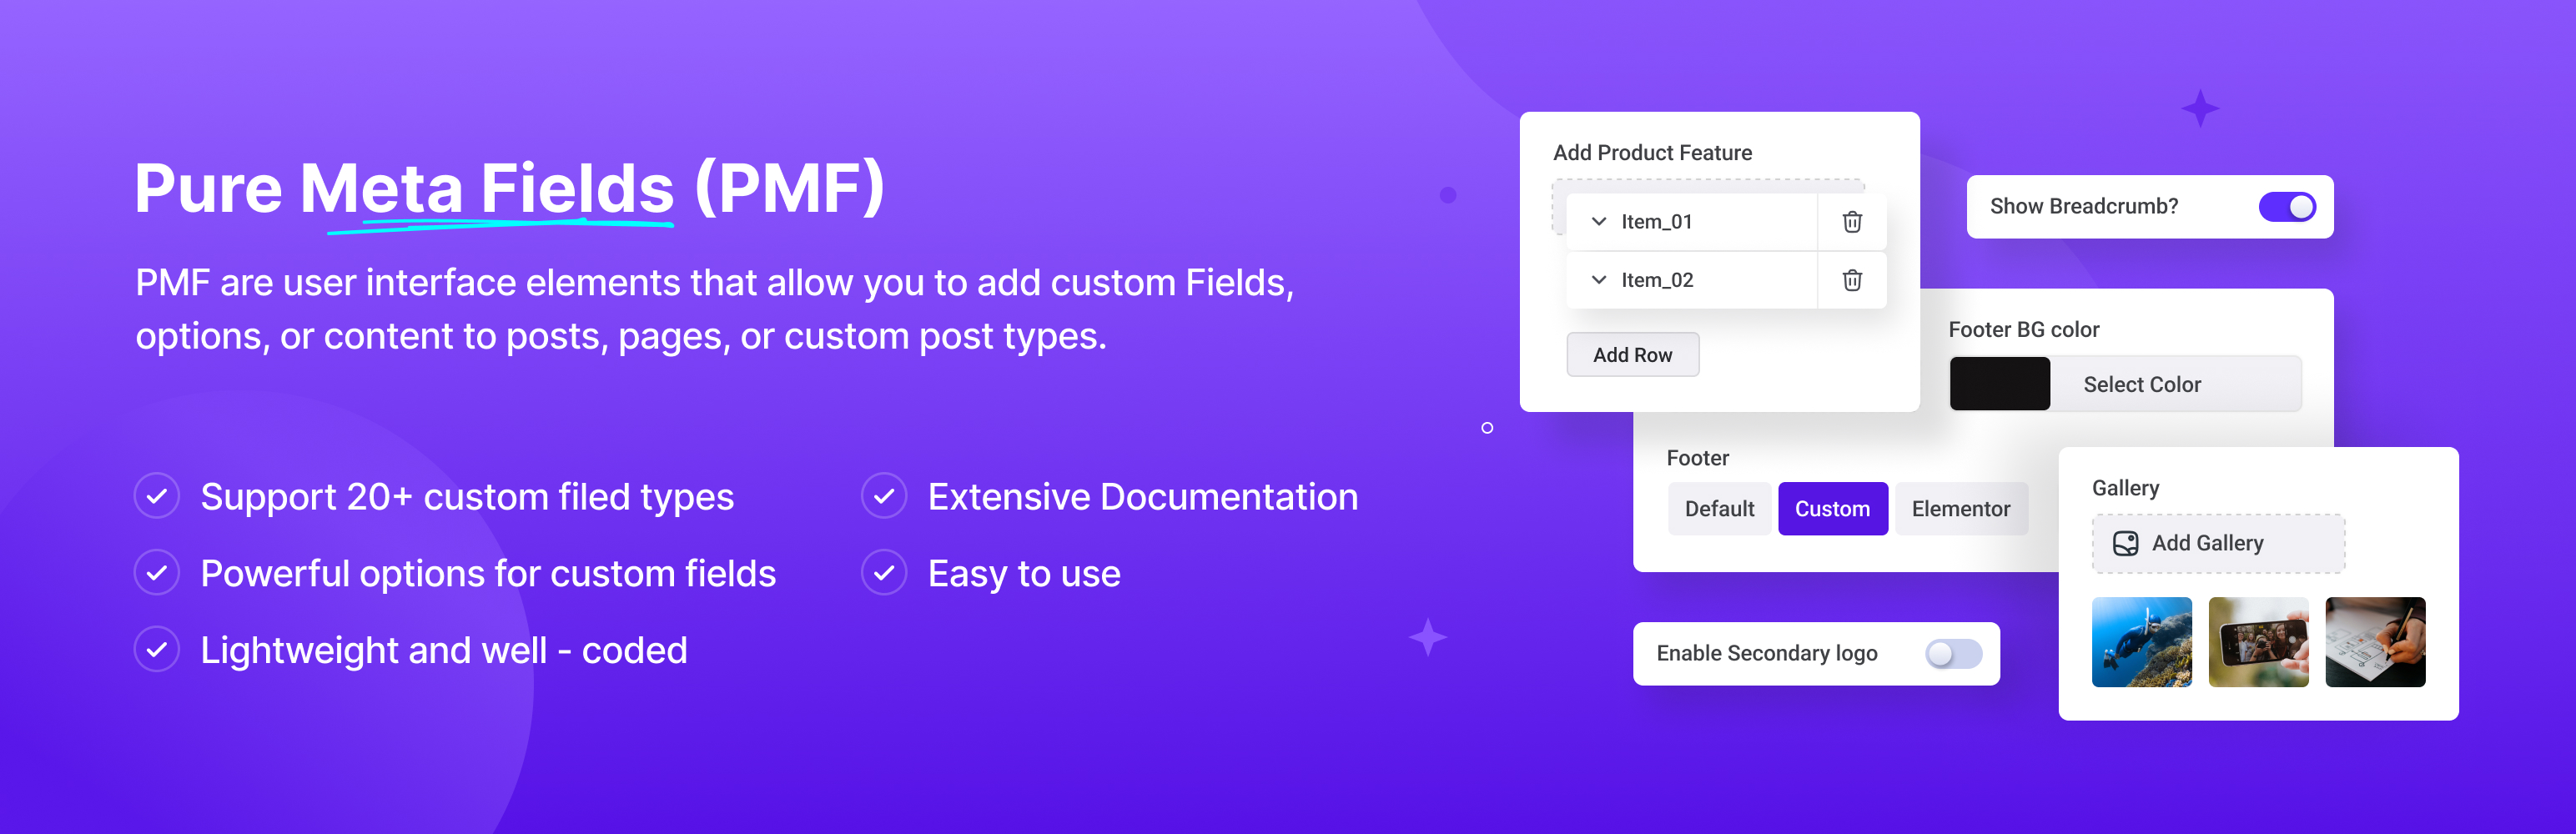 Pure Meta Fields (PMF)
PMF are user interface elements that allow you to add custom Fields,
options, or content to posts, pages, or custom post types.
Support 20+ custom filed types
Powerful options for custom fields
Lightweight and well - coded
Extensive Documentation
Easy to use
Add Product Feature
Item_01
Item_02
Add Row
Show Breadcrumb?
Footer BG color
Select Color
Footer
Default
Custom
Elementor
Gallery
Add Gallery
Enable Secondary logo